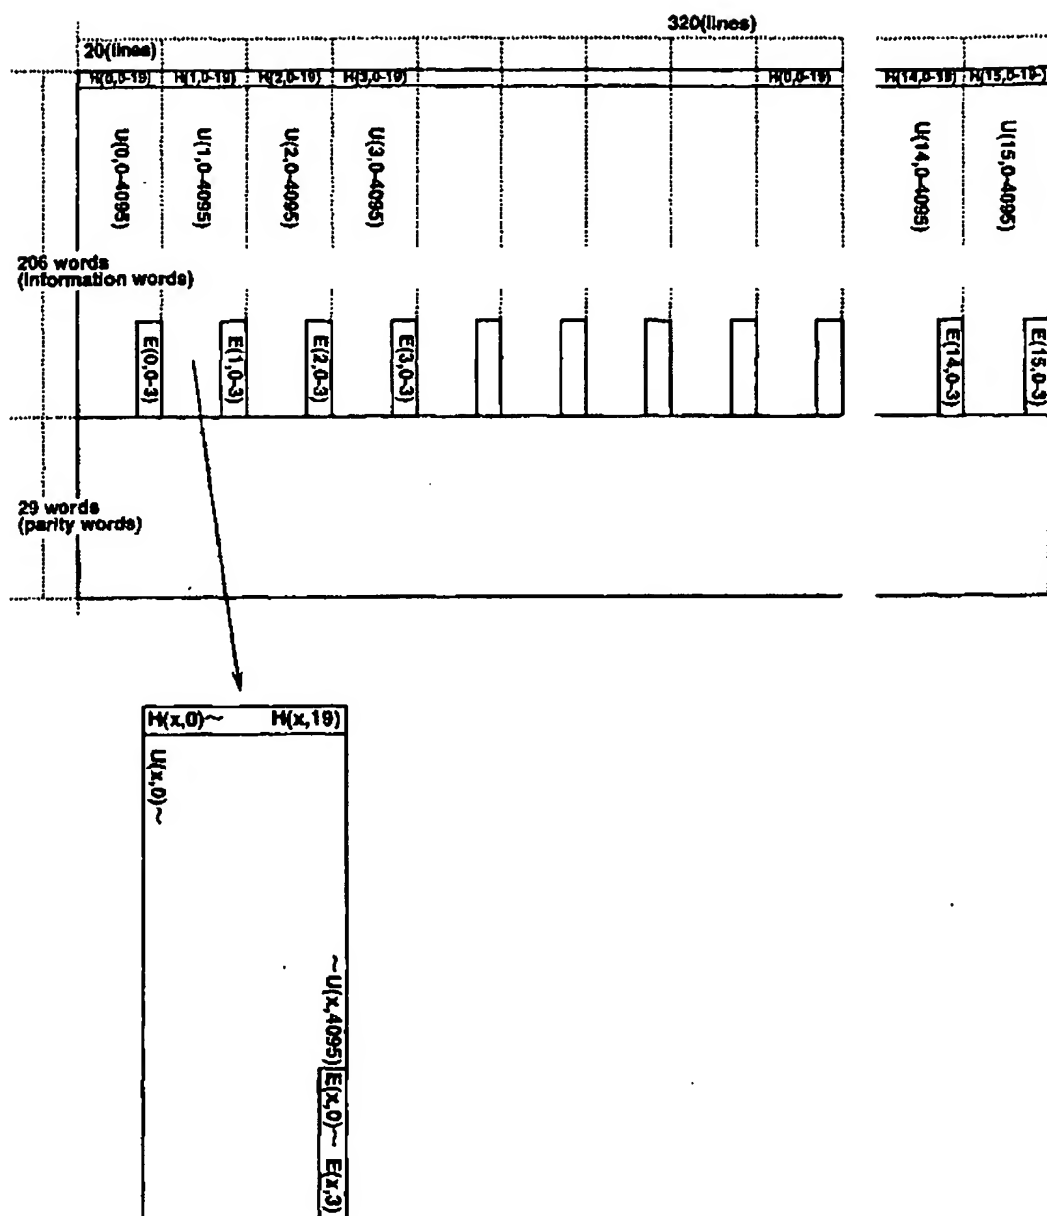 320(lines)
20(lines)
H(0,0-19) H(1,0-19) H(2,0-19) H(3,0-19) H(0,0-19) H(14,0-19) H(15,0-19-)
U(0,0-4095) U(1,0-4095) U(2,0-4095) U(3,0-4095) U(14,0-4095) U(15,0-4095)
206 words
(information words)
E(0,0-3) E(1,0-3) E(2,0-3) E(3,0-3) E(14,0-3) E(15,0-3)
29 words
(parity words)
H(x,0)~ H(x,19)
U(x,0)~
~U(x,4095) E(x,0)~ E(x,3)